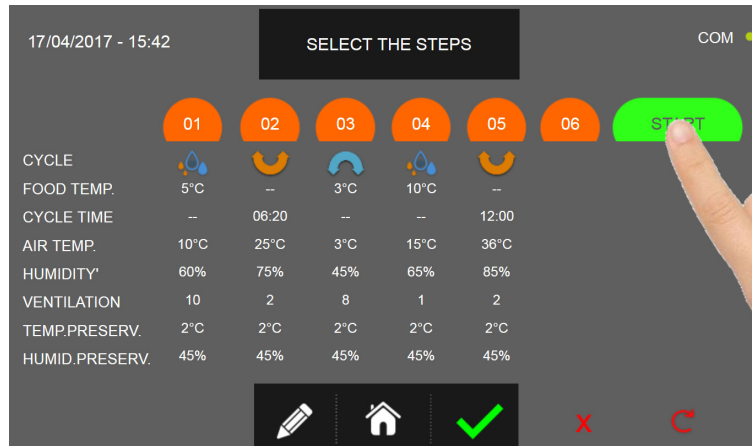 17/04/2017 - 15:42 SELECT THE STEPS COM
01 02 03 04 05 06 START
CYCLE
FOOD TEMP. 5°C -- 3°C 10°C --
CYCLE TIME -- 06:20 -- -- 12:00
AIR TEMP. 10°C 25°C 3°C 15°C 36°C
HUMIDITY' 60% 75% 45% 65% 85%
VENTILATION 10 2 8 1 2
TEMP.PRESERV. 2°C 2°C 2°C 2°C 2°C
HUMID.PRESERV. 45% 45% 45% 45% 45%
X